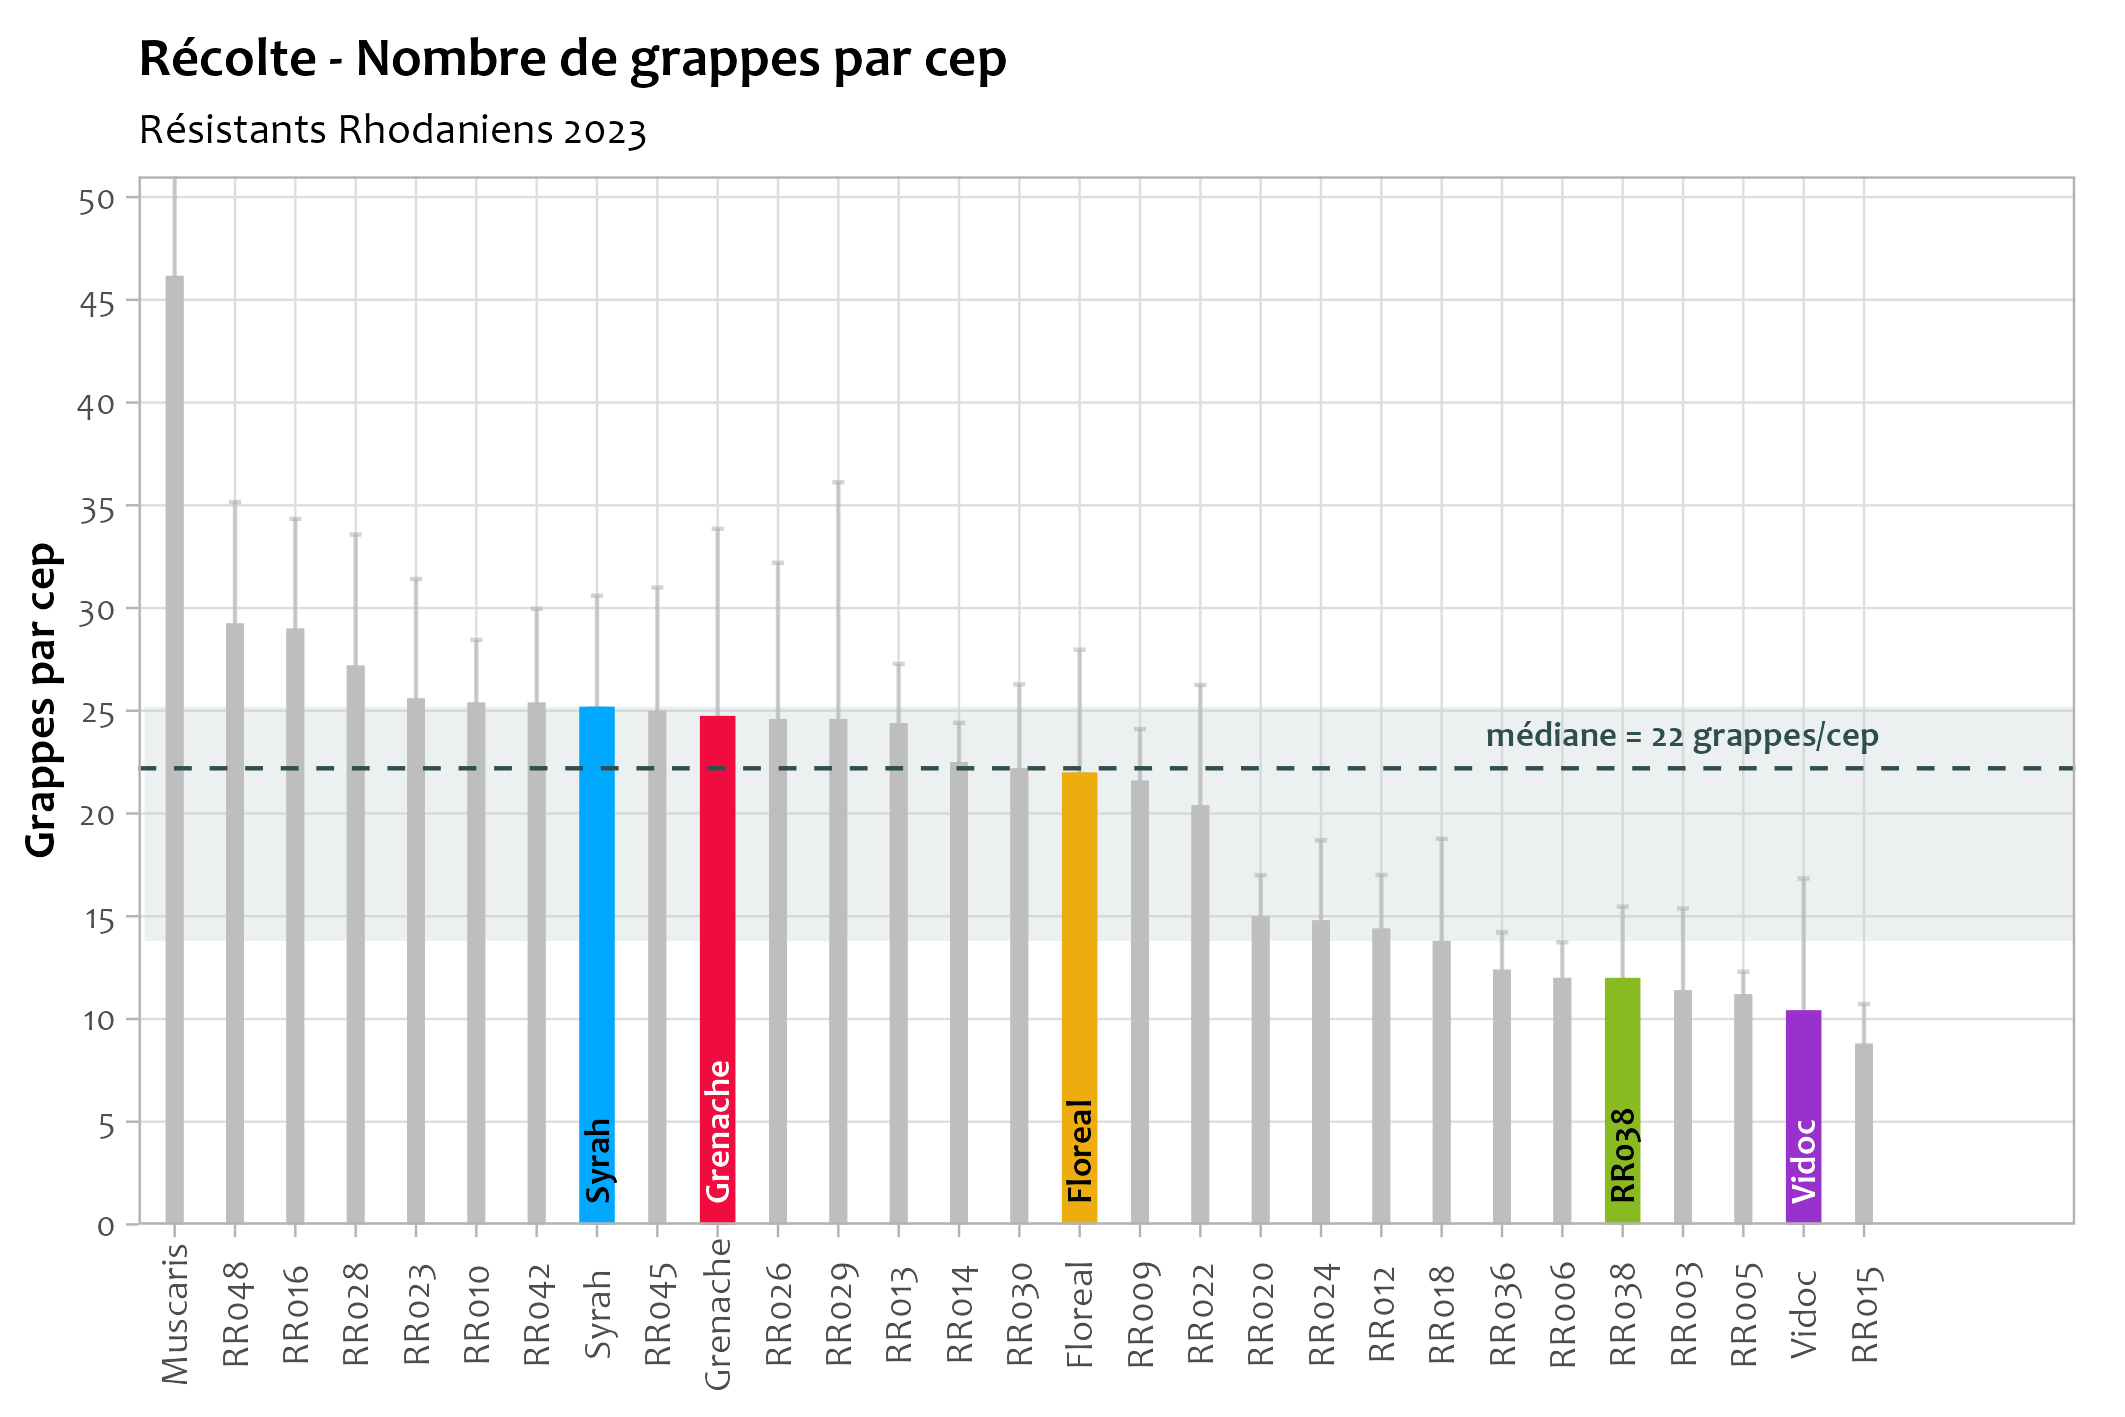 Récolte - Nombre de grappes par cep
Résistants Rhodaniens 2023
Grappes par cep
50
45
40
35
30
25
20
15
10
5
0
médiane = 22 grappes/cep
Syrah
Grenache
Floreal
RR038
Vidoc
Muscaris
RR048
RR016
RR028
RR023
RR010
RR042
Syrah
RR045
Grenache
RR026
RR029
RR013
RR014
RR030
Floreal
RR009
RR022
RR020
RR024
RR012
RR018
RR036
RR006
RR038
RR003
RR005
Vidoc
RR015